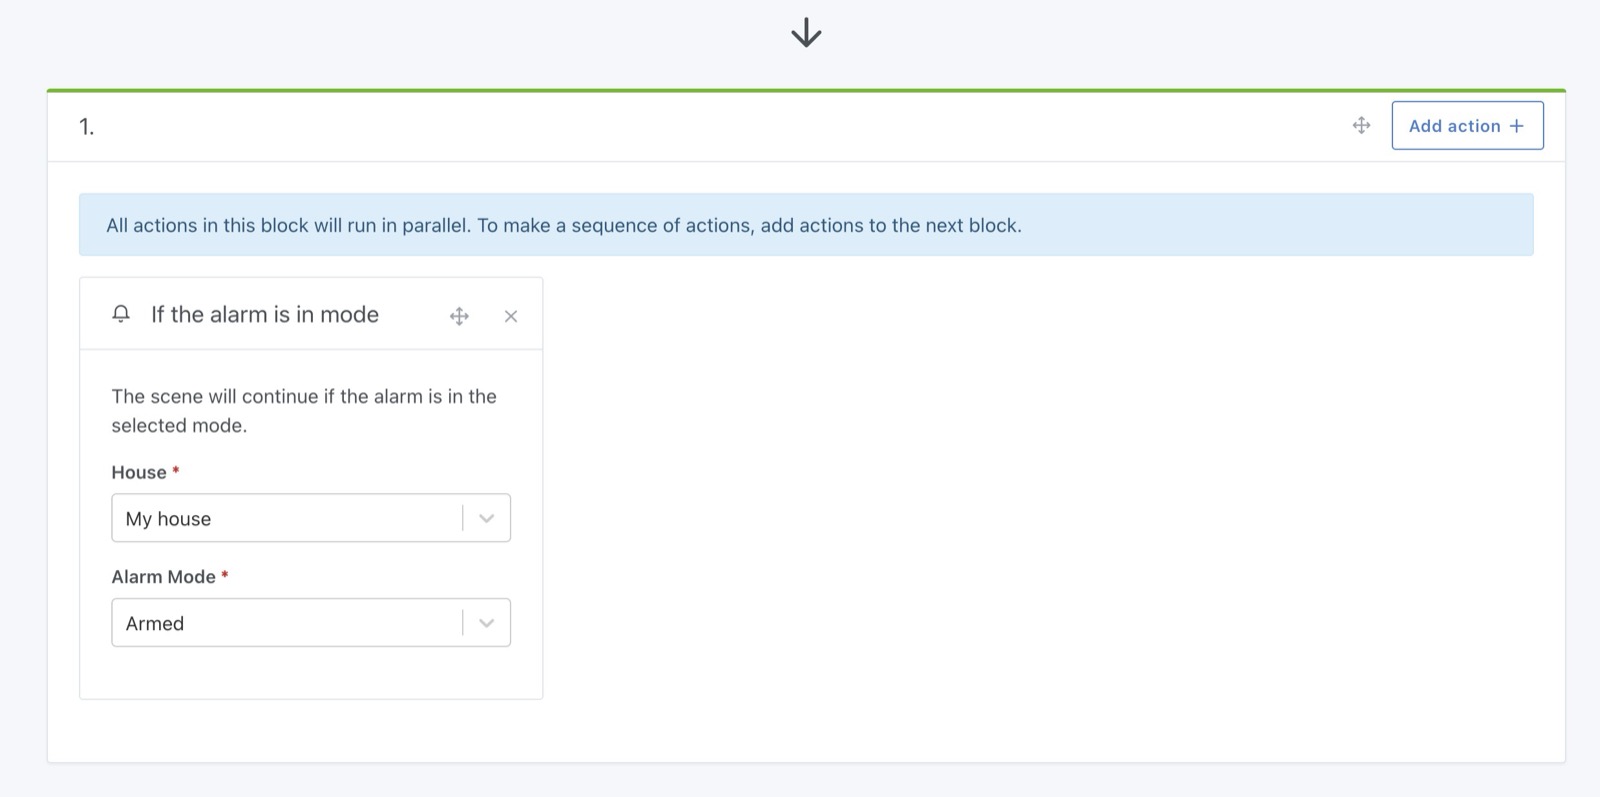 1.
Add action +
All actions in this block will run in parallel. To make a sequence of actions, add actions to the next block.
If the alarm is in mode
The scene will continue if the alarm is in the
selected mode.
House *
My house
Alarm Mode *
Armed